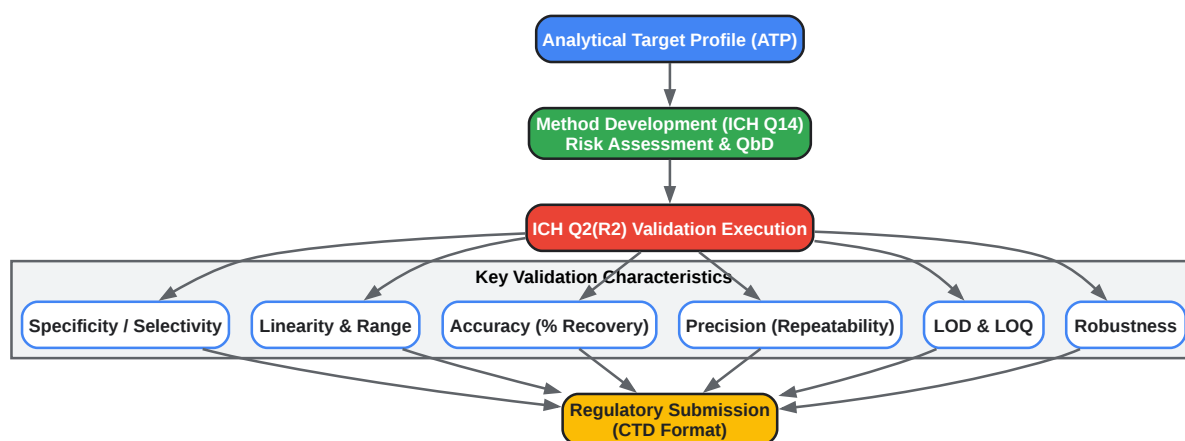 Analytical Target Profile (ATP)
Method Development (ICH Q14)
Risk Assessment & QbD
ICH Q2(R2) Validation Execution
Key Validation Characteristics
Specificity / Selectivity
Linearity & Range
Accuracy (% Recovery)
Precision (Repeatability)
LOD & LOQ
Robustness
Regulatory Submission
(CTD Format)